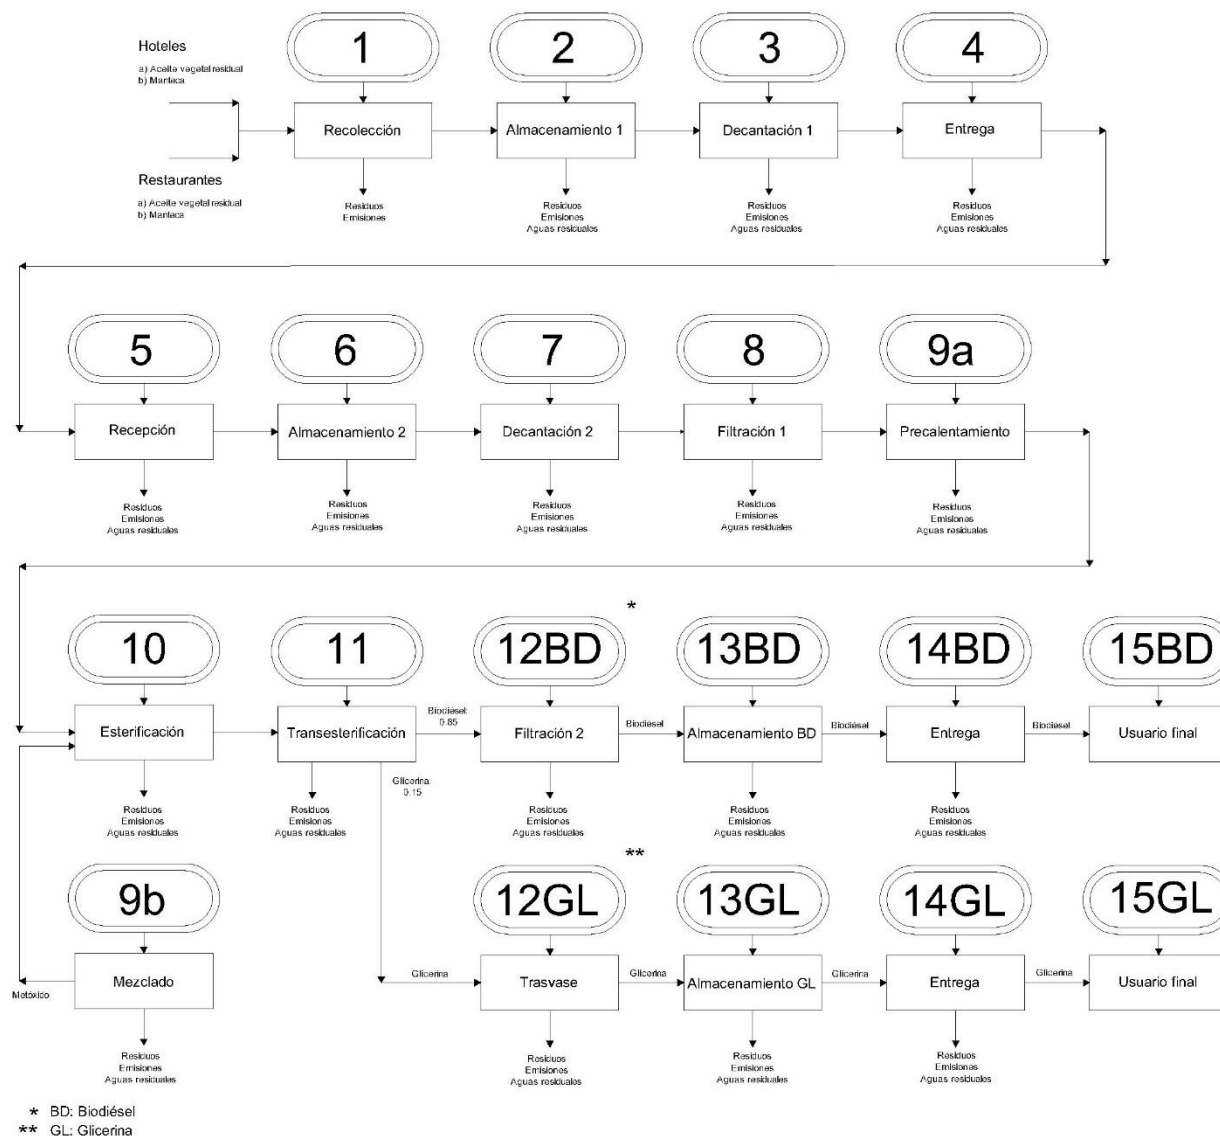 Hoteles
a) Aceite vegetal residual
b) Manteca
Restaurantes
a) Aceite vegetal residual
b) Manteca
1
2
3
4
Recolección
Almacenamiento 1
Decantación 1
Entrega
Residuos
Emisiones
Residuos
Emisiones
Aguas residuales
Residuos
Emisiones
Aguas residuales
Residuos
Emisiones
Aguas residuales
5
6
7
8
9a
Recepción
Almacenamiento 2
Decantación 2
Filtración 1
Precalentamiento
Residuos
Emisiones
Aguas residuales
Residuos
Emisiones
Aguas residuales
Residuos
Emisiones
Aguas residuales
Residuos
Emisiones
Aguas residuales
Residuos
Emisiones
Aguas residuales
*
10
11
12BD
13BD
14BD
15BD
Esterificación
Transesterificación
Biodiésel:
0.85
Filtración 2
Biodiésel
Almacenamiento BD
Biodiésel
Entrega
Biodiésel
Usuario final
Glicerina:
0.15
Residuos
Emisiones
Aguas residuales
Residuos
Emisiones
Aguas residuales
Residuos
Emisiones
Aguas residuales
Residuos
Emisiones
Aguas residuales
Residuos
Emisiones
Aguas residuales
**
9b
12GL
13GL
14GL
15GL
Metóxido
Mezclado
Glicerina
Trasvase
Glicerina
Almacenamiento GL
Glicerina
Entrega
Glicerina
Usuario final
Residuos
Emisiones
Aguas residuales
Residuos
Emisiones
Aguas residuales
Residuos
Emisiones
Aguas residuales
Residuos
Emisiones
Aguas residuales
* BD: Biodiésel
** GL: Glicerina